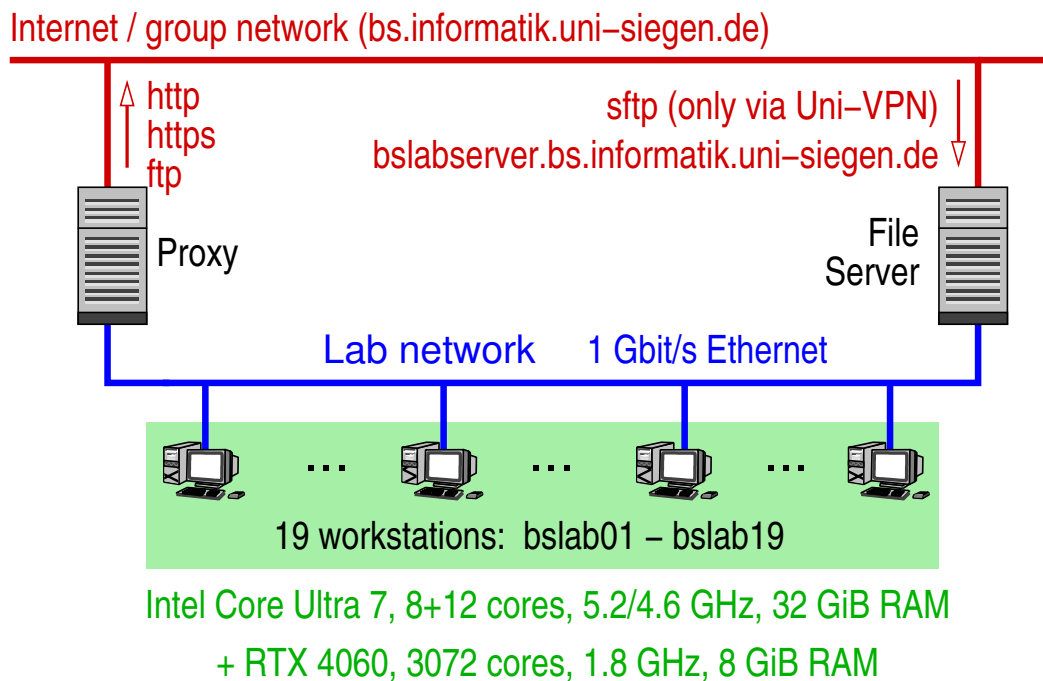 Internet / group network (bs.informatik.uni−siegen.de)
http
https
ftp
sftp (only via Uni−VPN)
bslabserver.bs.informatik.uni−siegen.de
Proxy
File
Server
Lab network 1 Gbit/s Ethernet
... ... ...
19 workstations: bslab01 − bslab19
Intel Core Ultra 7, 8+12 cores, 5.2/4.6 GHz, 32 GiB RAM
+ RTX 4060, 3072 cores, 1.8 GHz, 8 GiB RAM